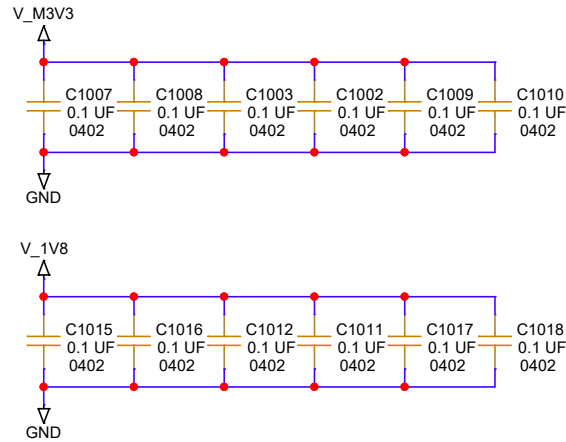 V_M3V3
C1007 C1008 C1003 C1002 C1009 C1010
0.1 UF 0.1 UF 0.1 UF 0.1 UF 0.1 UF 0.1 UF
0402 0402 0402 0402 0402 0402
GND
V_1V8
C1015 C1016 C1012 C1011 C1017 C1018
0.1 UF 0.1 UF 0.1 UF 0.1 UF 0.1 UF 0.1 UF
0402 0402 0402 0402 0402 0402
GND